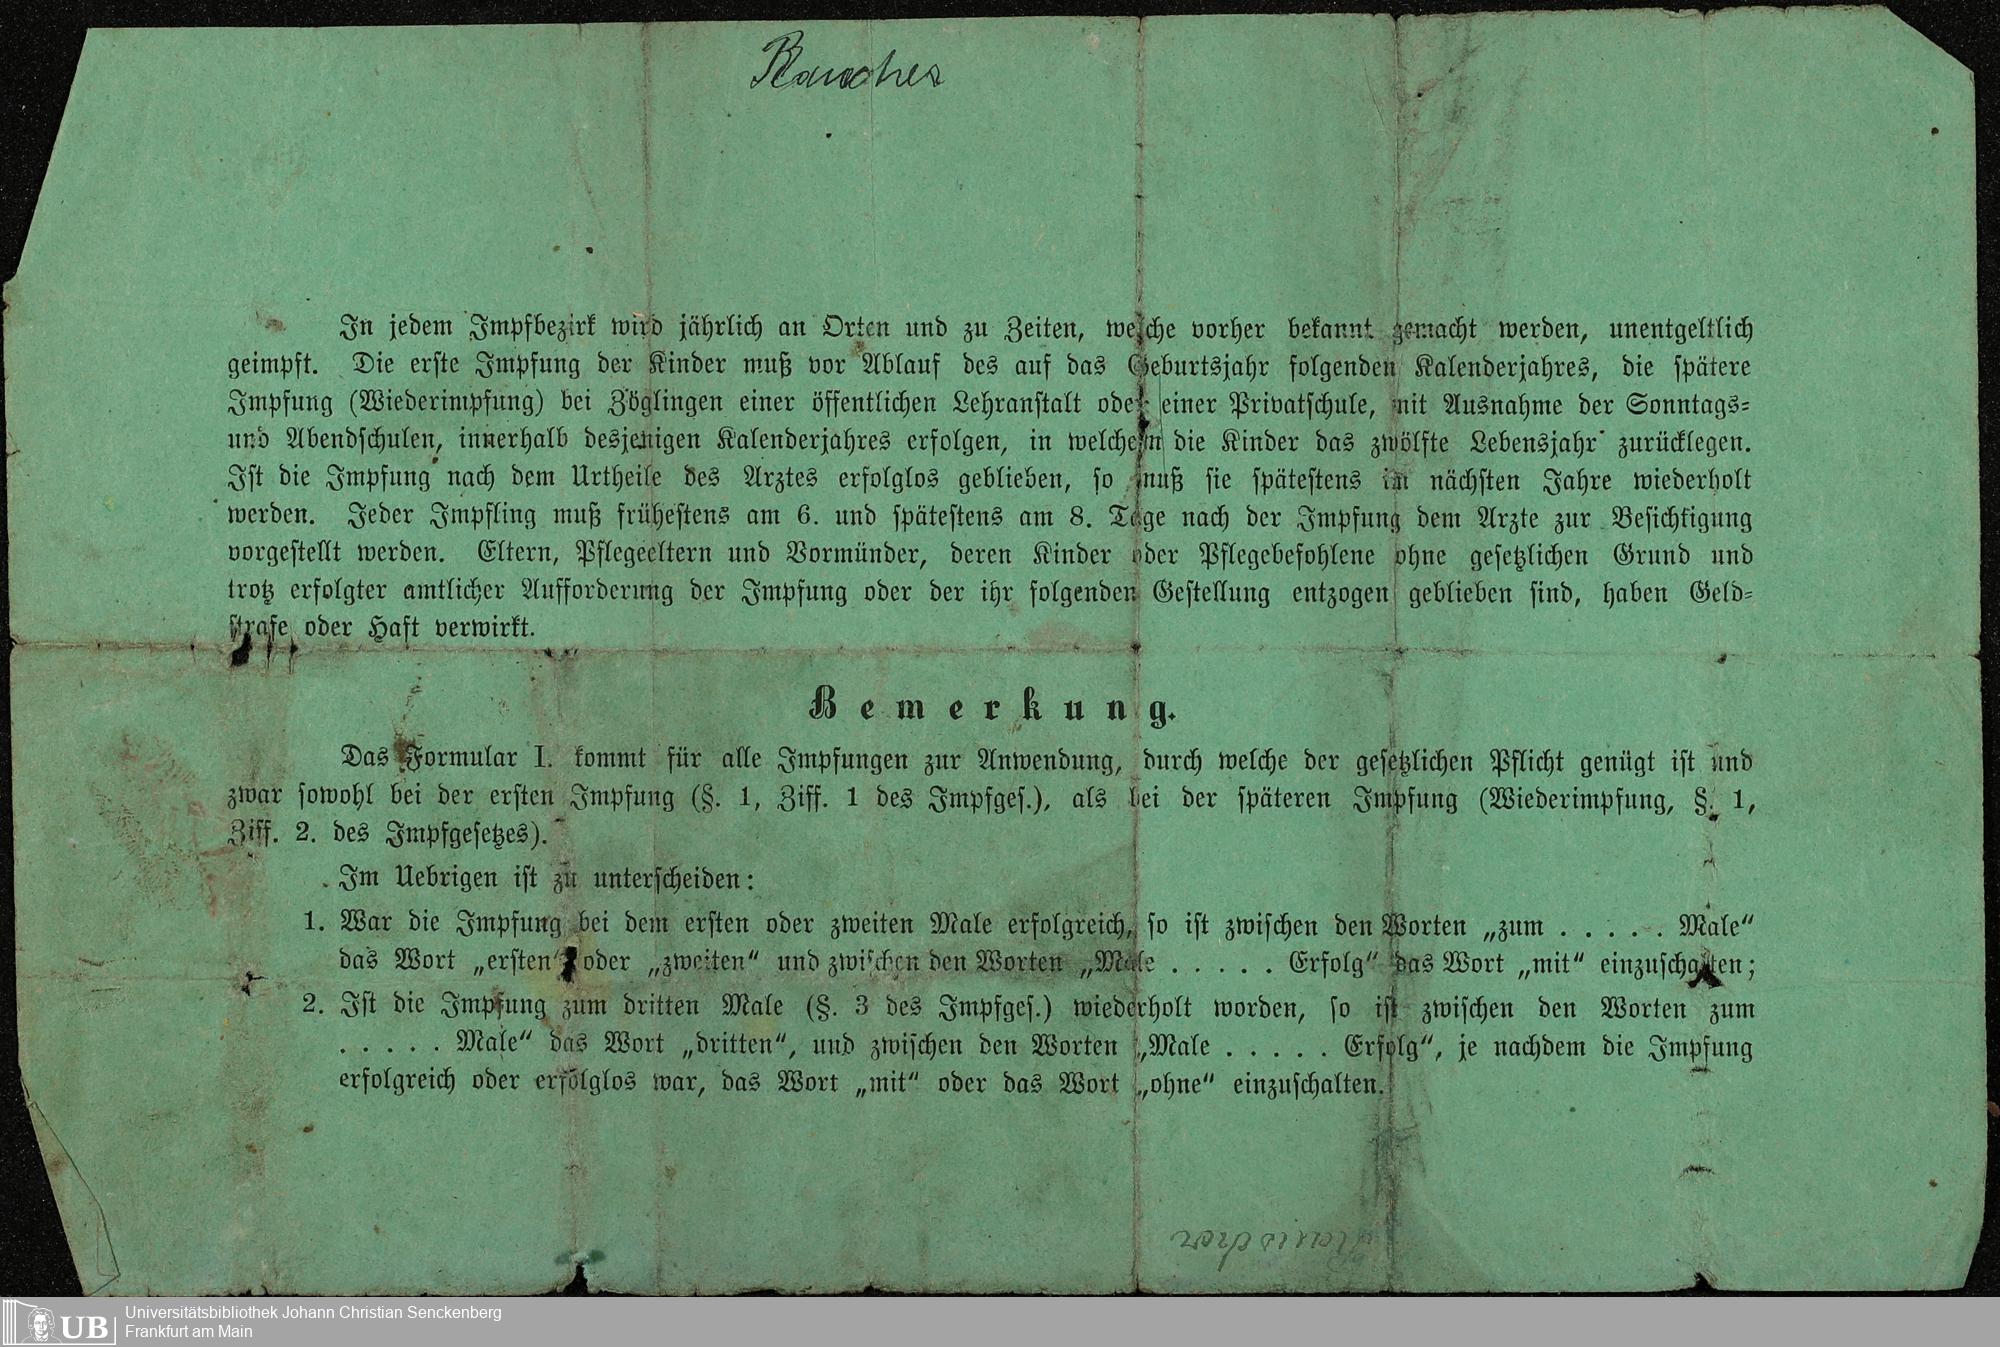 In jedem Impfbezirk wird jährlich an Orten und zu Zeiten, welche vorher bekannt gemacht werden, unentgeltlich
geimpft. Die erste Impfung der Kinder muß vor Ablauf des auf das Geburtsjahr folgenden Kalenderjahres, die spätere
Impfung (Wiederimpfung) bei Zöglingen einer öffentlichen Lehranstalt oder einer Privatschule, mit Ausnahme der Sonntags=
und Abendschulen, innerhalb desjenigen Kalenderjahres erfolgen, in welchem die Kinder das zwölfte Lebensjahr zurücklegen.
Ist die Impfung nach dem Urtheile des Arztes erfolglos geblieben, so muß sie spätestens im nächsten Jahre wiederholt
werden. Jeder Impfling muß frühestens am 6. und spätestens am 8. Tage nach der Impfung dem Arzte zur Besichtigung
vorgestellt werden. Eltern, Pflegeeltern und Vormünder, deren Kinder oder Pflegebefohlene ohne gesetzlichen Grund und
trotz erfolgter amtlicher Aufforderung der Impfung oder der ihr folgenden Gestellung entzogen geblieben sind, haben Geld=
strafe oder Haft verwirkt.
Bemerkung.
Das Formular I. kommt für alle Impfungen zur Anwendung, durch welche der gesetzlichen Pflicht genügt ist und
zwar sowohl bei der ersten Impfung (§. 1, Ziff. 1 des Impfges.), als bei der späteren Impfung (Wiederimpfung, §. 1,
Ziff. 2. des Impfgesetzes).
Im Uebrigen ist zu unterscheiden:
1. War die Impfung bei dem ersten oder zweiten Male erfolgreich, so ist zwischen den Worten „zum . . . . . Male“
das Wort „ersten“ oder „zweiten“ und zwischen den Worten „Male . . . . . Erfolg“ das Wort „mit“ einzuschalten;
2. Ist die Impfung zum dritten Male (§. 3 des Impfges.) wiederholt worden, so ist zwischen den Worten zum
. . . . . Male“ das Wort „dritten“, und zwischen den Worten „Male . . . . . Erfolg“, je nachdem die Impfung
erfolgreich oder erfolglos war, das Wort „mit“ oder das Wort „ohne“ einzuschalten.
UB
Universitätsbibliothek Johann Christian Senckenberg
Frankfurt am Main